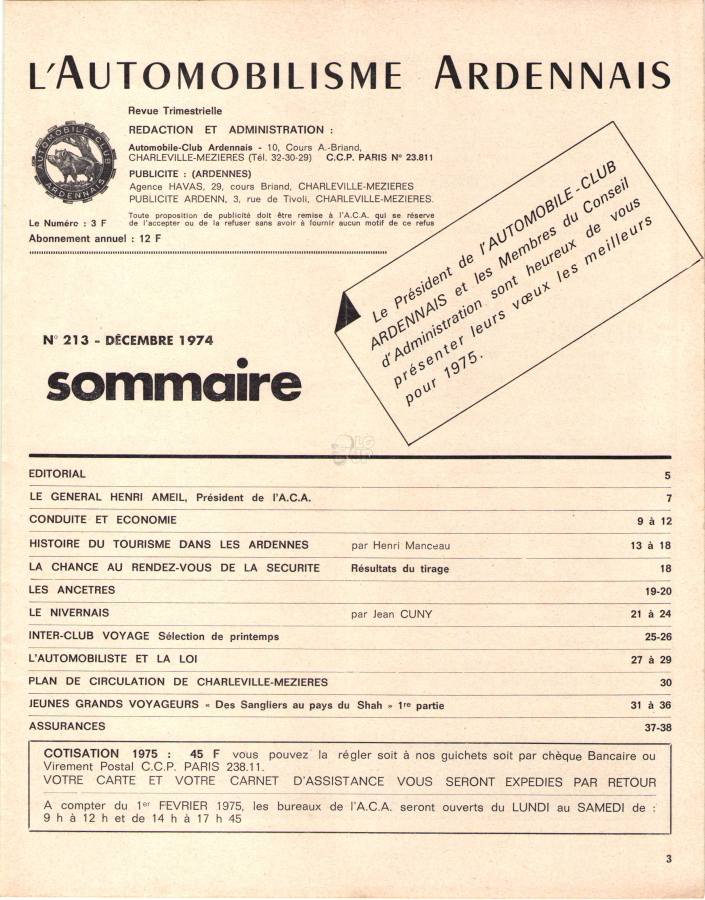 L'AUTOMOBILISME ARDENNAIS
Revue Trimestrielle
REDACTION ET ADMINISTRATION :
Automobile-Club Ardennais - 10, Cours A.-Briand,
CHARLEVILLE-MEZIERES (Tél. 32-30-29) C.C.P. PARIS N° 23.811
PUBLICITE : (ARDENNES)
Agence HAVAS, 29, cours Briand, CHARLEVILLE-MEZIERES
PUBLICITE ARDENN, 3, rue de Tivoli, CHARLEVILLE-MEZIERES.
Toute proposition de publicité doit être remise à l'A.C.A. qui se réserve
de l'accepter ou de la refuser sans avoir à fournir aucun motif de ce refus
AUTOMOBILE-CLUB
ARDENNAIS
Le Numéro : 3 F
Abonnement annuel : 12 F
Le Président de l'AUTOMOBILE-CLUB
ARDENNAIS et les Membres du Conseil
d'Administration sont heureux de vous
présenter leurs vœux les meilleurs
pour 1975.
N° 213 - DÉCEMBRE 1974
sommaire
EDITORIAL 5
LE GENERAL HENRI AMEIL, Président de l'A.C.A. 7
CONDUITE ET ECONOMIE 9 à 12
HISTOIRE DU TOURISME DANS LES ARDENNES par Henri Manceau 13 à 18
LA CHANCE AU RENDEZ-VOUS DE LA SECURITE Résultats du tirage 18
LES ANCETRES 19-20
LE NIVERNAIS par Jean CUNY 21 à 24
INTER-CLUB VOYAGE Sélection de printemps 25-26
L'AUTOMOBILISTE ET LA LOI 27 à 29
PLAN DE CIRCULATION DE CHARLEVILLE-MEZIERES 30
JEUNES GRANDS VOYAGEURS « Des Sangliers au pays du Shah » 1re partie 31 à 36
ASSURANCES 37-38
COTISATION 1975 : 45 F vous pouvez la régler soit à nos guichets soit par chèque Bancaire ou
Virement Postal C.C.P. PARIS 238.11.
VOTRE CARTE ET VOTRE CARNET D'ASSISTANCE VOUS SERONT EXPEDIES PAR RETOUR
A compter du 1er FEVRIER 1975, les bureaux de l'A.C.A. seront ouverts du LUNDI au SAMEDI de :
9 h à 12 h et de 14 h à 17 h 45
3